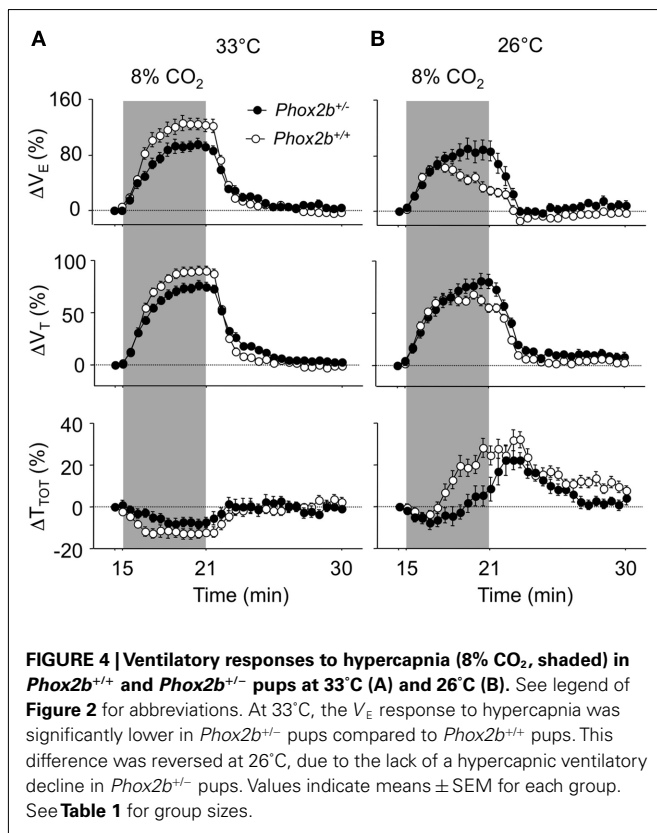 A
33°C
B
26°C
8% CO₂
8% CO₂
Phox2b+/-
Phox2b+/+
ΔVE (%)
160
80
0
ΔVT (%)
100
50
0
ΔTTOT (%)
40
20
0
-20
15
21
30
Time (min)
15
21
30
Time (min)
FIGURE 4 | Ventilatory responses to hypercapnia (8% CO₂, shaded) in
Phox2b+/+ and Phox2b+/− pups at 33°C (A) and 26°C (B). See legend of
Figure 2 for abbreviations. At 33°C, the VE response to hypercapnia was
significantly lower in Phox2b+/− pups compared to Phox2b+/+ pups. This
difference was reversed at 26°C, due to the lack of a hypercapnic ventilatory
decline in Phox2b+/− pups. Values indicate means ± SEM for each group.
See Table 1 for group sizes.